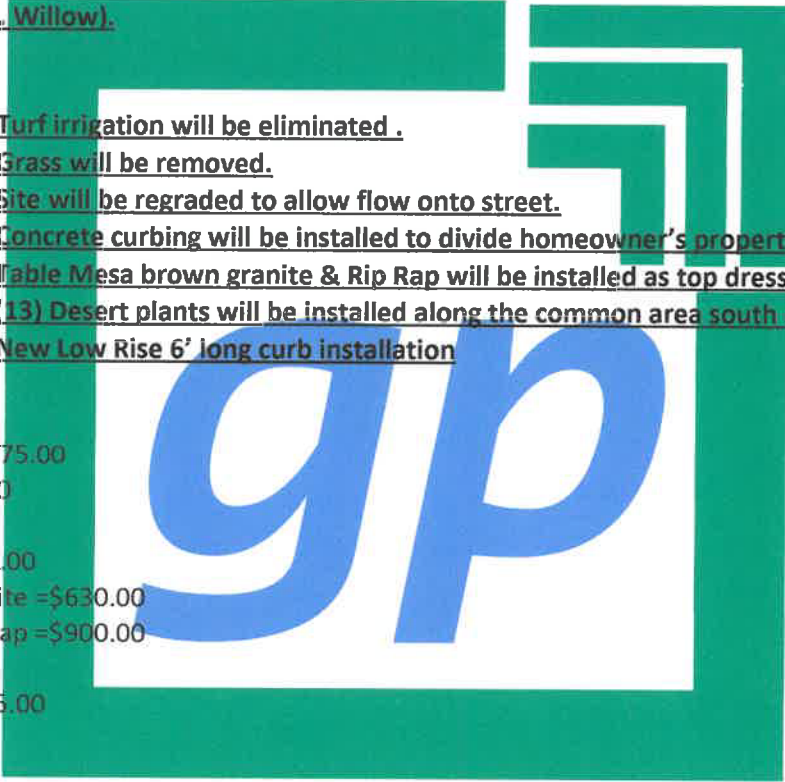 . Willow).
Turf irrigation will be eliminated .
Grass will be removed.
Site will be regraded to allow flow onto street.
Concrete curbing will be installed to divide homeowner's propert
Table Mesa brown granite & Rip Rap will be installed as top dress
(13) Desert plants will be installed along the common area south
New Low Rise 6' long curb installation
75.00
0
.00
ite =$630.00
ap =$900.00
5.00
gp